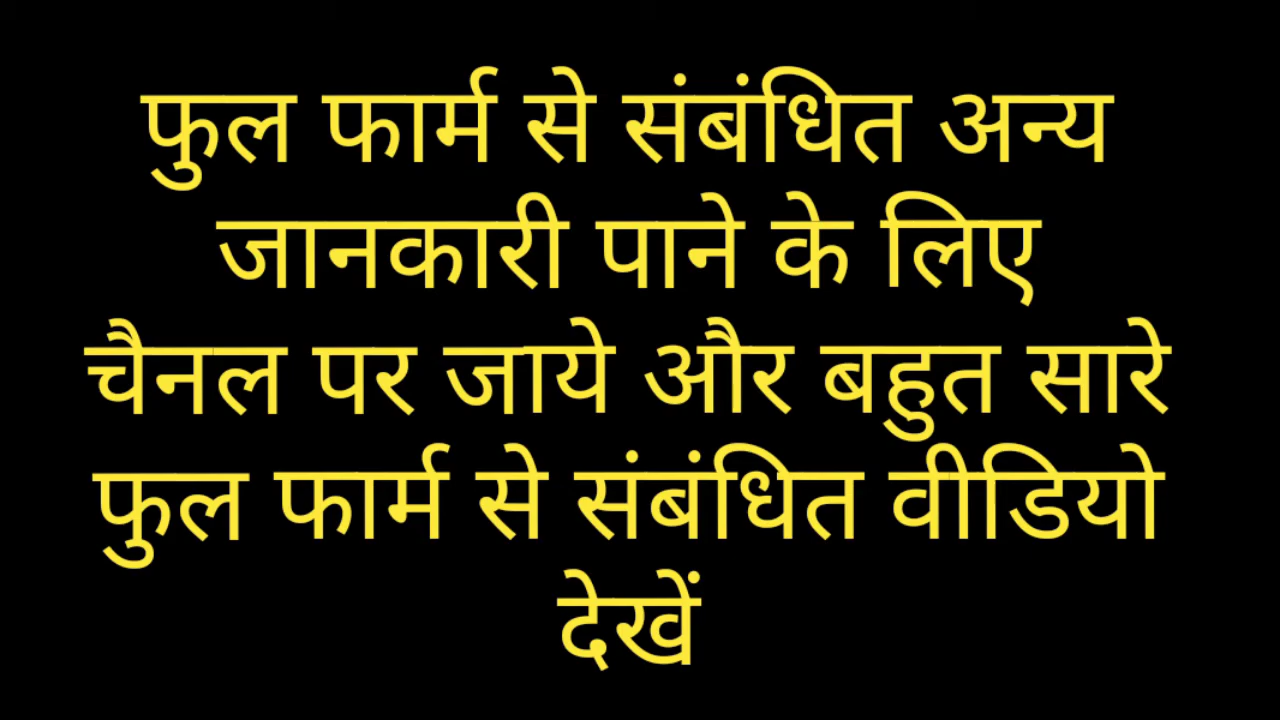 फुल फार्म से संबंधित अन्य
जानकारी पाने के लिए
चैनल पर जाये और बहुत सारे
फुल फार्म से संबंधित वीडियो
देखें